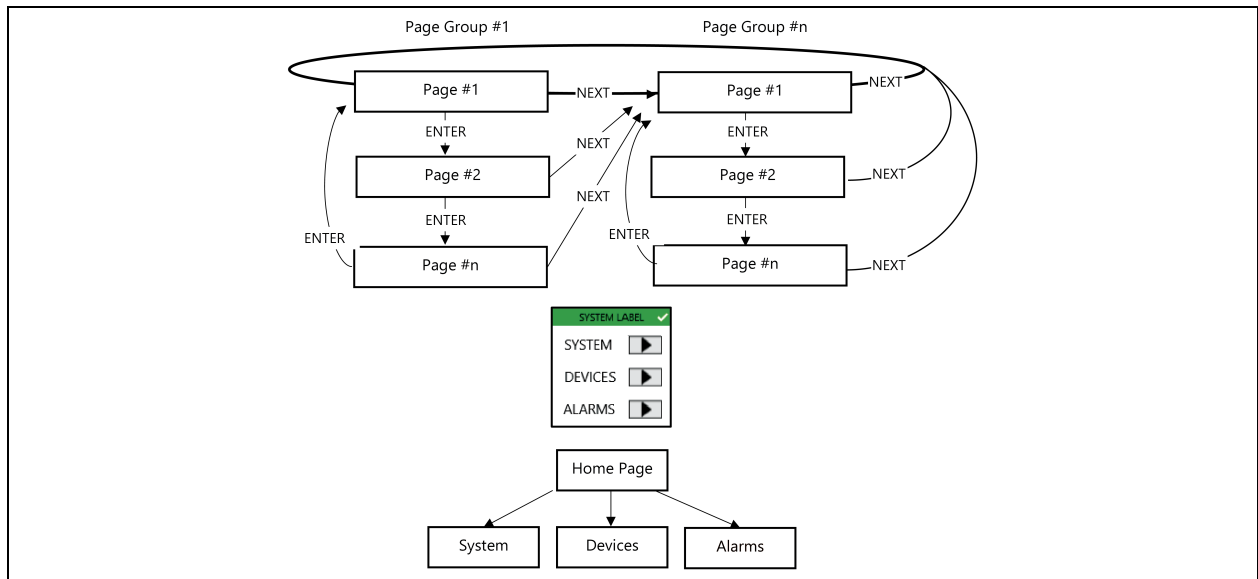 Page Group #1
Page Group #n
Page #1
NEXT
Page #1
NEXT
ENTER
NEXT
ENTER
Page #2
NEXT
Page #2
NEXT
ENTER
ENTER
ENTER
ENTER
Page #n
Page #n
NEXT
SYSTEM LABEL
SYSTEM
DEVICES
ALARMS
Home Page
System
Devices
Alarms